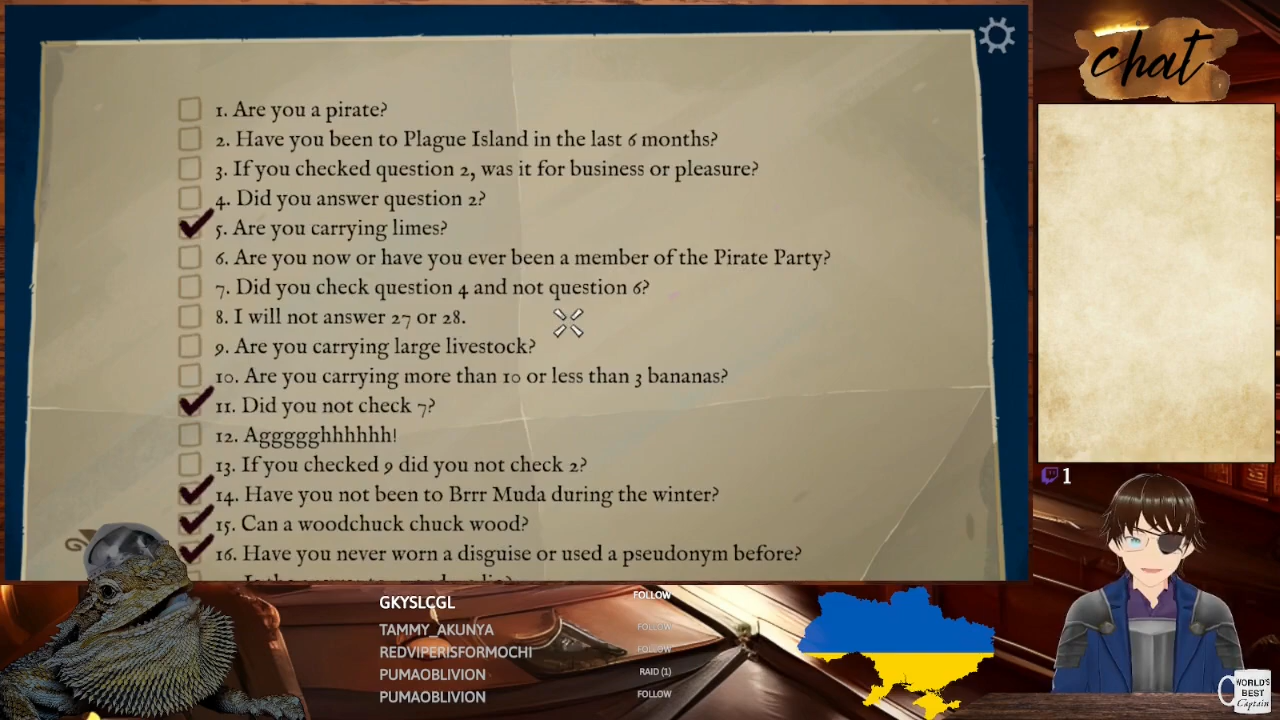 1. Are you a pirate?
2. Have you been to Plague Island in the last 6 months?
3. If you checked question 2, was it for business or pleasure?
4. Did you answer question 2?
5. Are you carrying limes?
6. Are you now or have you ever been a member of the Pirate Party?
7. Did you check question 4 and not question 6?
8. I will not answer 27 or 28.
9. Are you carrying large livestock?
10. Are you carrying more than 10 or less than 3 bananas?
11. Did you not check 7?
12. Aggggghhhhhh!
13. If you checked 9 did you not check 2?
14. Have you not been to Brrr Muda during the winter?
15. Can a woodchuck chuck wood?
16. Have you never worn a disguise or used a pseudonym before?
chat
1
GKYSLCGL FOLLOW
TAMMY_AKUNYA FOLLOW
REDVIPERISFORMOCHI FOLLOW
PUMAOBLIVION RAID (1)
PUMAOBLIVION FOLLOW
WORLD'S
BEST
Captain